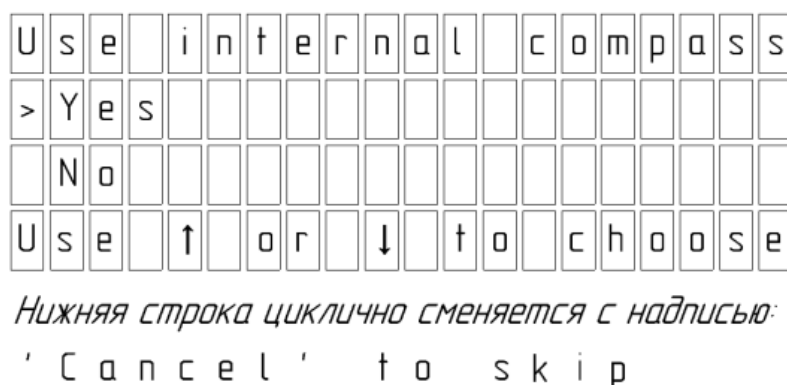 Use internal compass
>Yes
No
Use ↑ or ↓ to choose
Нижняя строка циклично сменяется с надписью:
'Cancel' to skip